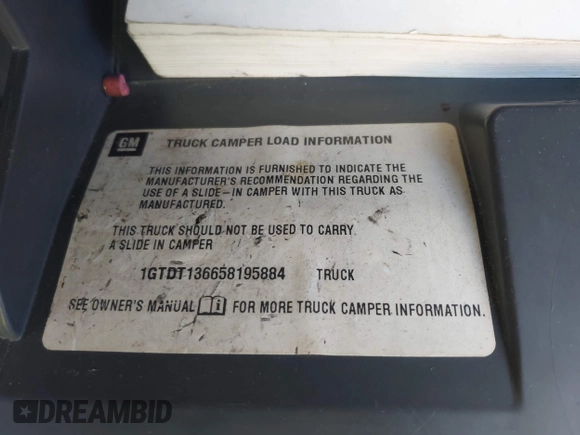 GM
TRUCK CAMPER LOAD INFORMATION
THIS INFORMATION IS FURNISHED TO INDICATE THE
MANUFACTURER'S RECOMMENDATION REGARDING THE
USE OF A SLIDE–IN CAMPER WITH THIS TRUCK AS
MANUFACTURED.
THIS TRUCK SHOULD NOT BE USED TO CARRY
A SLIDE IN CAMPER
1GTDT136658195884 TRUCK
SEE OWNER'S MANUAL FOR MORE TRUCK CAMPER INFORMATION.
DREAMBID